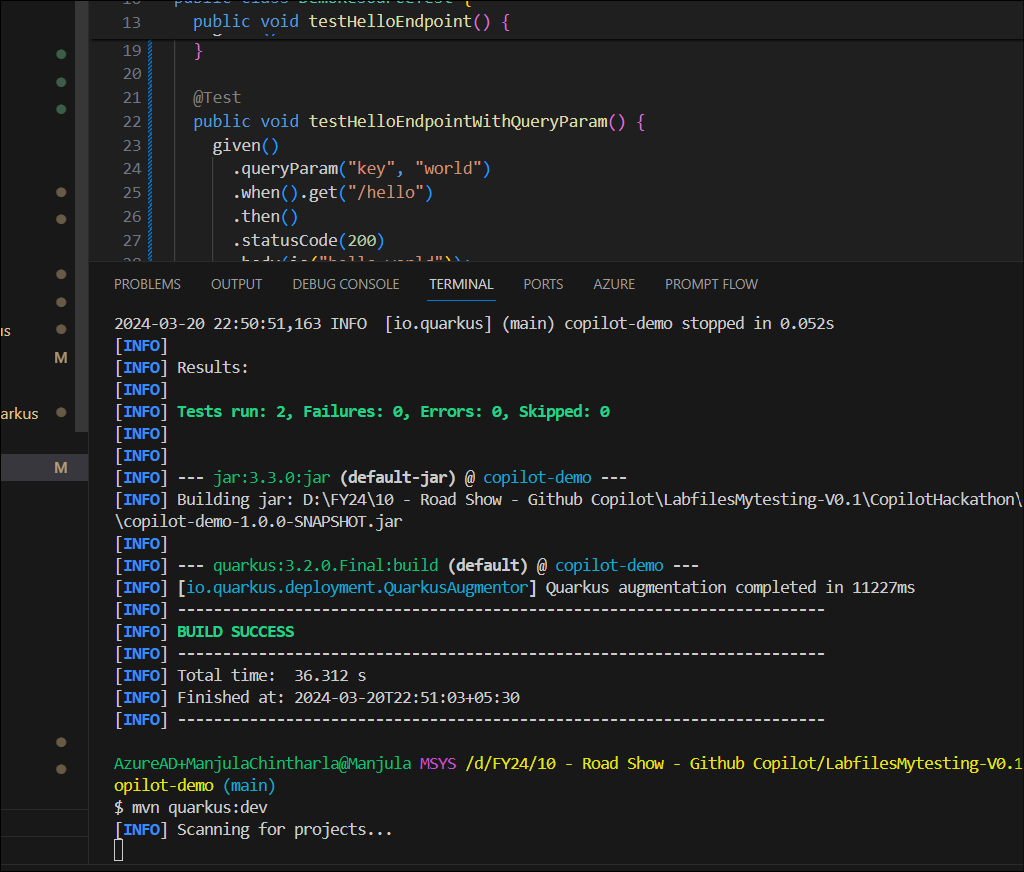 public class DemoResourceTest {
13 public void testHelloEndpoint() {
19 }
20
21 @Test
22 public void testHelloEndpointWithQueryParam() {
23 given()
24 .queryParam("key", "world")
25 .when().get("/hello")
26 .then()
27 .statusCode(200)
28 .body(is("hello world"));
us
M
arkus
M
PROBLEMS OUTPUT DEBUG CONSOLE TERMINAL PORTS AZURE PROMPT FLOW
2024-03-20 22:50:51,163 INFO  [io.quarkus] (main) copilot-demo stopped in 0.052s
[INFO]
[INFO] Results:
[INFO]
[INFO] Tests run: 2, Failures: 0, Errors: 0, Skipped: 0
[INFO]
[INFO]
[INFO] --- jar:3.3.0:jar (default-jar) @ copilot-demo ---
[INFO] Building jar: D:\FY24\10 - Road Show - Github Copilot\LabfilesMytesting-V0.1\CopilotHackathon\
\copilot-demo-1.0.0-SNAPSHOT.jar
[INFO]
[INFO] --- quarkus:3.2.0.Final:build (default) @ copilot-demo ---
[INFO] [io.quarkus.deployment.QuarkusAugmentor] Quarkus augmentation completed in 11227ms
[INFO] ------------------------------------------------------------------------
[INFO] BUILD SUCCESS
[INFO] ------------------------------------------------------------------------
[INFO] Total time:  36.312 s
[INFO] Finished at: 2024-03-20T22:51:03+05:30
[INFO] ------------------------------------------------------------------------
AzureAD+ManjulaChintharla@Manjula MSYS /d/FY24/10 - Road Show - Github Copilot/LabfilesMytesting-V0.1
opilot-demo (main)
$ mvn quarkus:dev
[INFO] Scanning for projects...